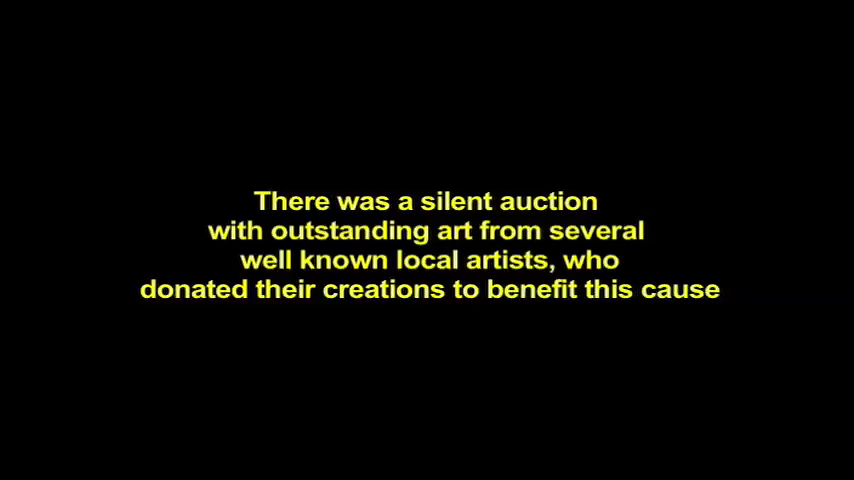 There was a silent auction
with outstanding art from several
well known local artists, who
donated their creations to benefit this cause